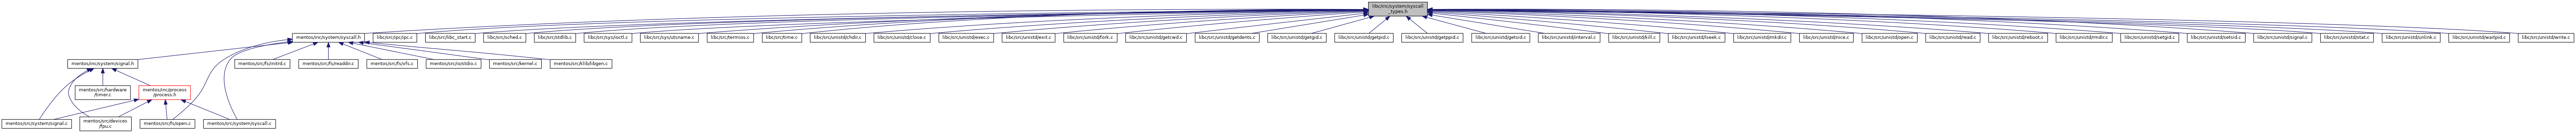 libc/inc/system/syscall
_types.h
mentos/inc/system/syscall.h
libc/src/ipc/ipc.c
libc/src/libc_start.c
libc/src/sched.c
libc/src/stdlib.c
libc/src/sys/ioctl.c
libc/src/sys/utsname.c
libc/src/termios.c
libc/src/time.c
libc/src/unistd/chdir.c
libc/src/unistd/close.c
libc/src/unistd/exec.c
libc/src/unistd/exit.c
libc/src/unistd/fork.c
libc/src/unistd/getcwd.c
libc/src/unistd/getdents.c
libc/src/unistd/getgid.c
libc/src/unistd/getpid.c
libc/src/unistd/getppid.c
libc/src/unistd/getsid.c
libc/src/unistd/interval.c
libc/src/unistd/kill.c
libc/src/unistd/lseek.c
libc/src/unistd/mkdir.c
libc/src/unistd/nice.c
libc/src/unistd/open.c
libc/src/unistd/read.c
libc/src/unistd/reboot.c
libc/src/unistd/rmdir.c
libc/src/unistd/setgid.c
libc/src/unistd/setsid.c
libc/src/unistd/signal.c
libc/src/unistd/stat.c
libc/src/unistd/unlink.c
libc/src/unistd/waitpid.c
libc/src/unistd/write.c
mentos/inc/system/signal.h
mentos/src/fs/initrd.c
mentos/src/fs/readdir.c
mentos/src/fs/vfs.c
mentos/src/io/stdio.c
mentos/src/kernel.c
mentos/src/klib/libgen.c
mentos/src/hardware
/timer.c
mentos/inc/process
/process.h
mentos/src/system/signal.c
mentos/src/devices
/fpu.c
mentos/src/fs/open.c
mentos/src/system/syscall.c